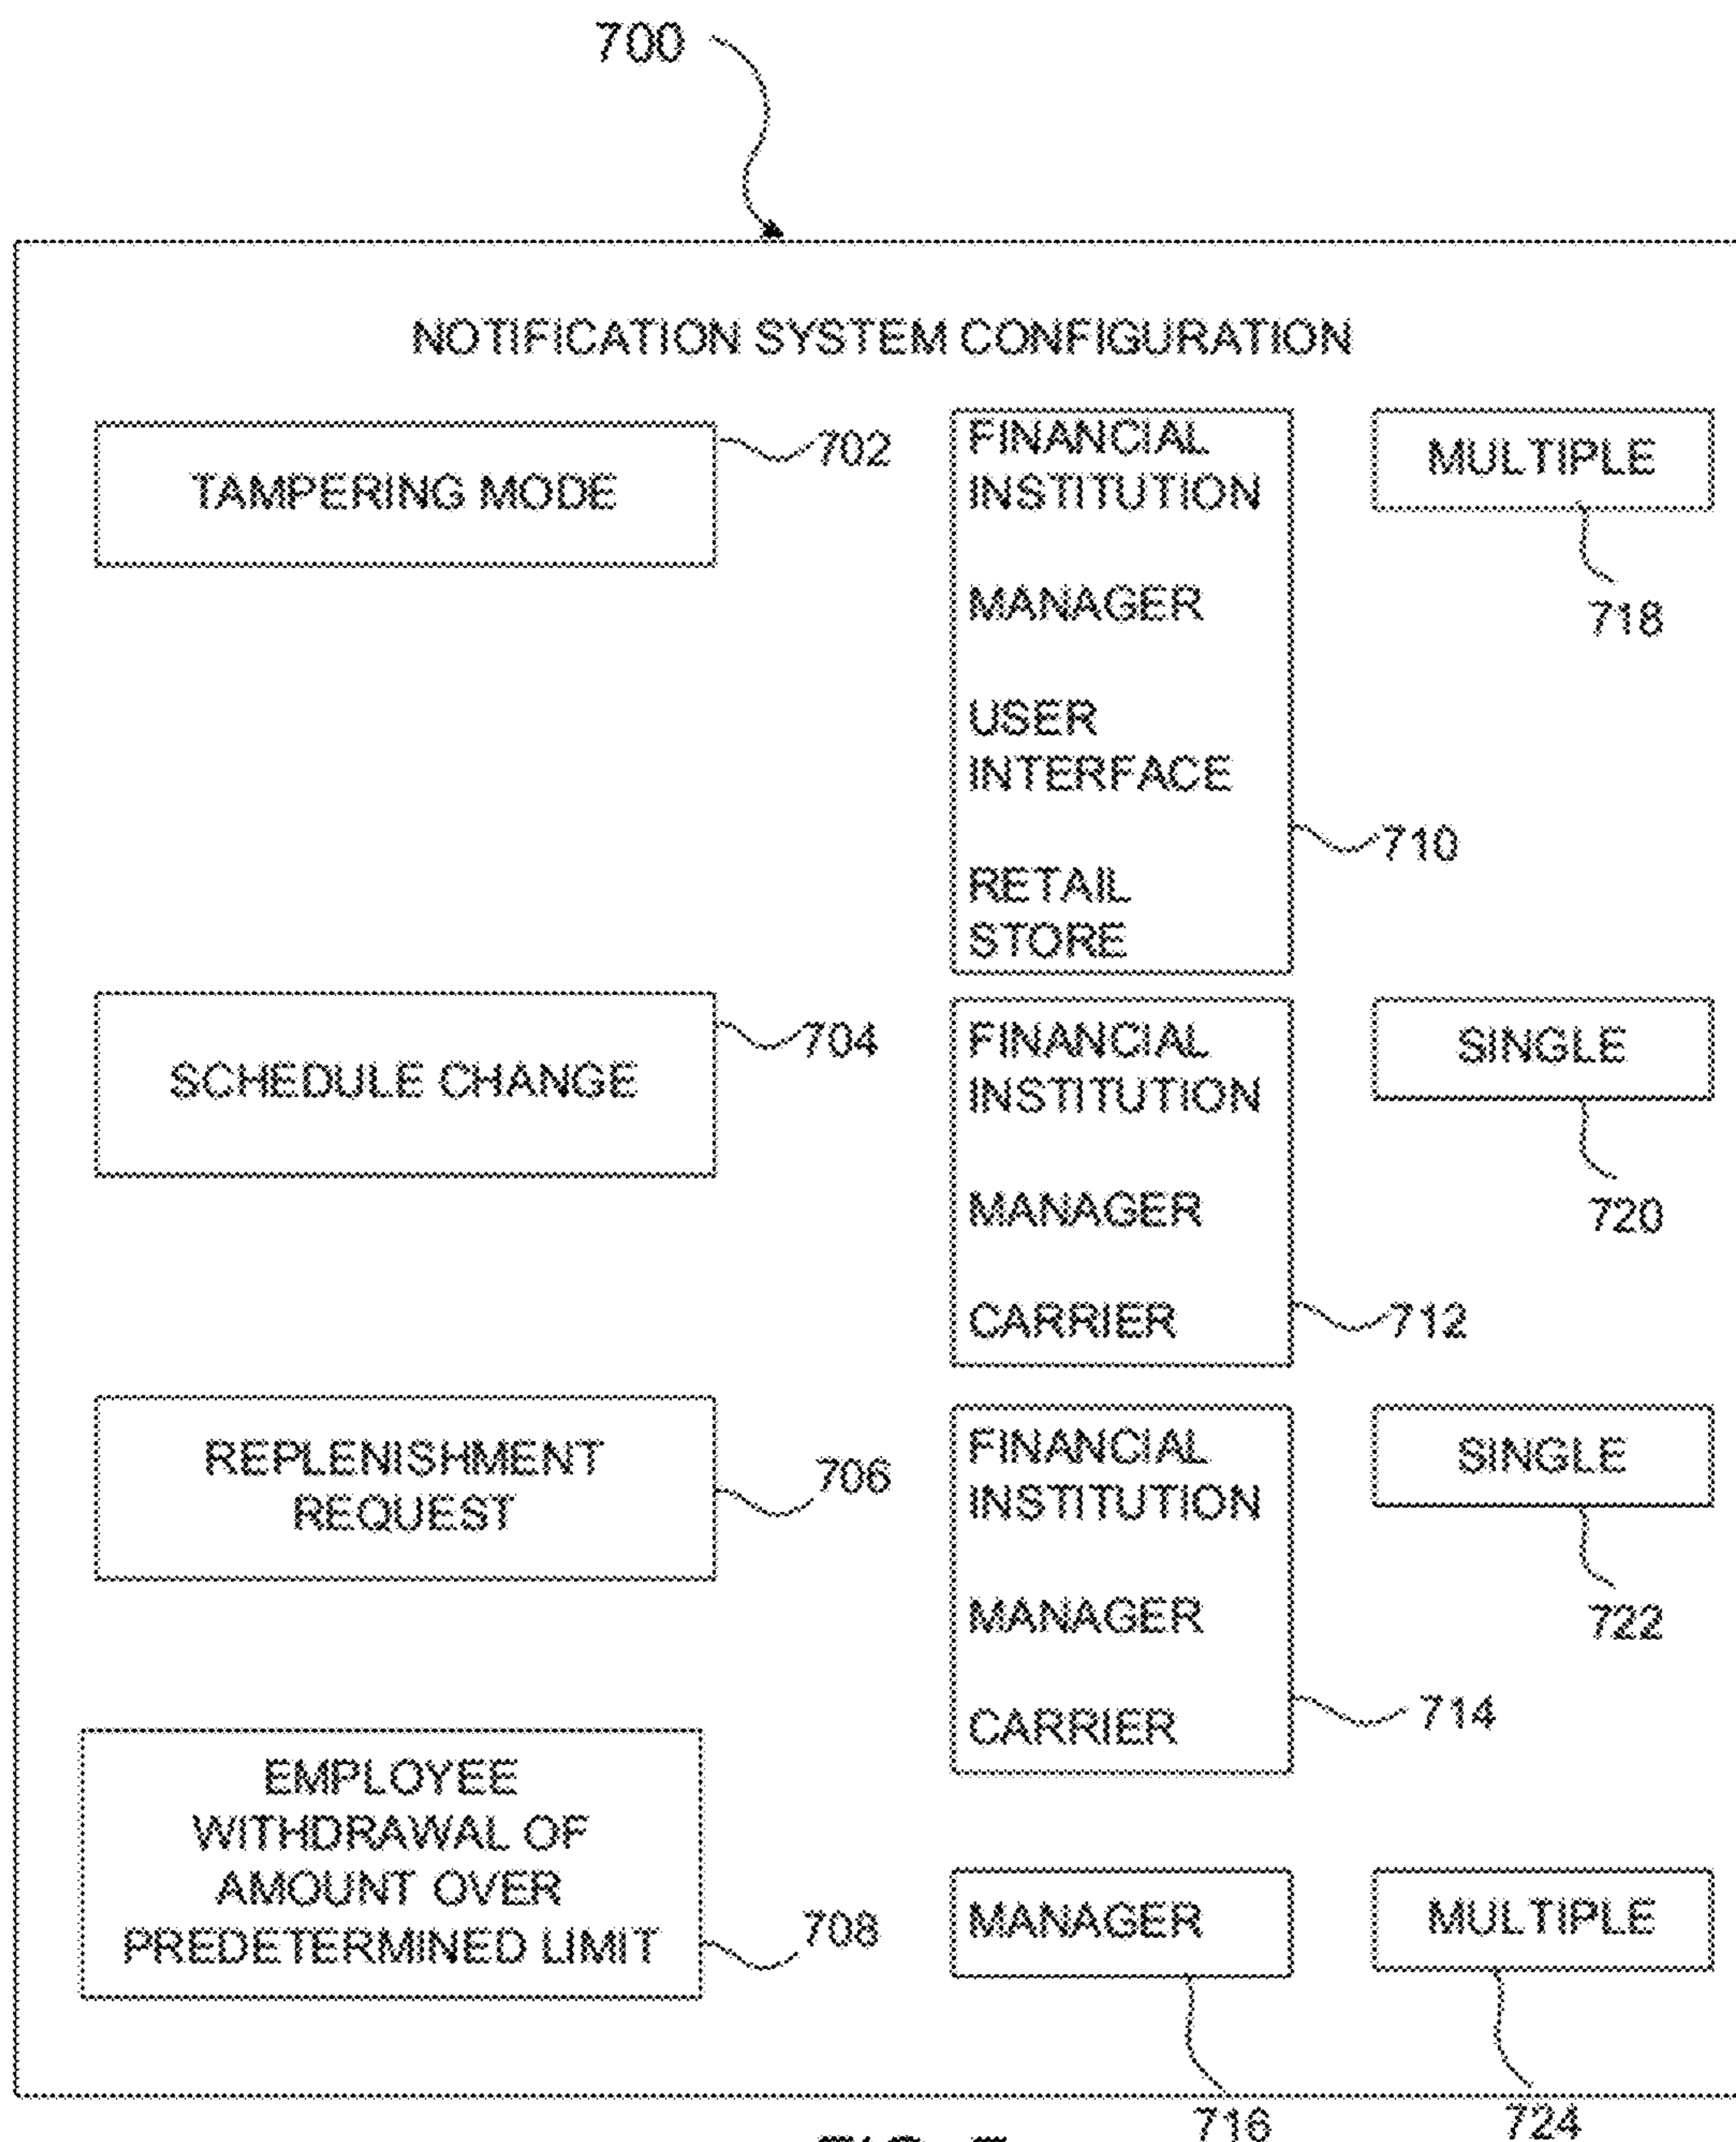 700
NOTIFICATION SYSTEM CONFIGURATION
TAMPERING MODE
702
FINANCIAL
INSTITUTION
MANAGER
USER
INTERFACE
RETAIL
STORE
710
MULTIPLE
718
SCHEDULE CHANGE
704
FINANCIAL
INSTITUTION
MANAGER
CARRIER
712
SINGLE
720
REPLENISHMENT
REQUEST
706
FINANCIAL
INSTITUTION
MANAGER
CARRIER
714
SINGLE
722
EMPLOYEE
WITHDRAWAL OF
AMOUNT OVER
PREDETERMINED LIMIT
708
MANAGER
716
MULTIPLE
724